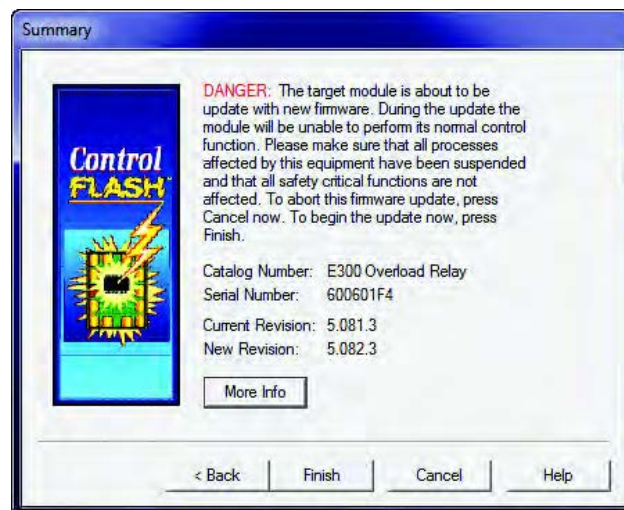 Summary
Control
FLASH
DANGER: The target module is about to be
update with new firmware. During the update the
module will be unable to perform its normal control
function. Please make sure that all processes
affected by this equipment have been suspended
and that all safety critical functions are not
affected. To abort this firmware update, press
Cancel now. To begin the update now, press
Finish.
Catalog Number: E300 Overload Relay
Serial Number: 600601F4
Current Revision: 5.081.3
New Revision: 5.082.3
More Info
< Back Finish Cancel Help